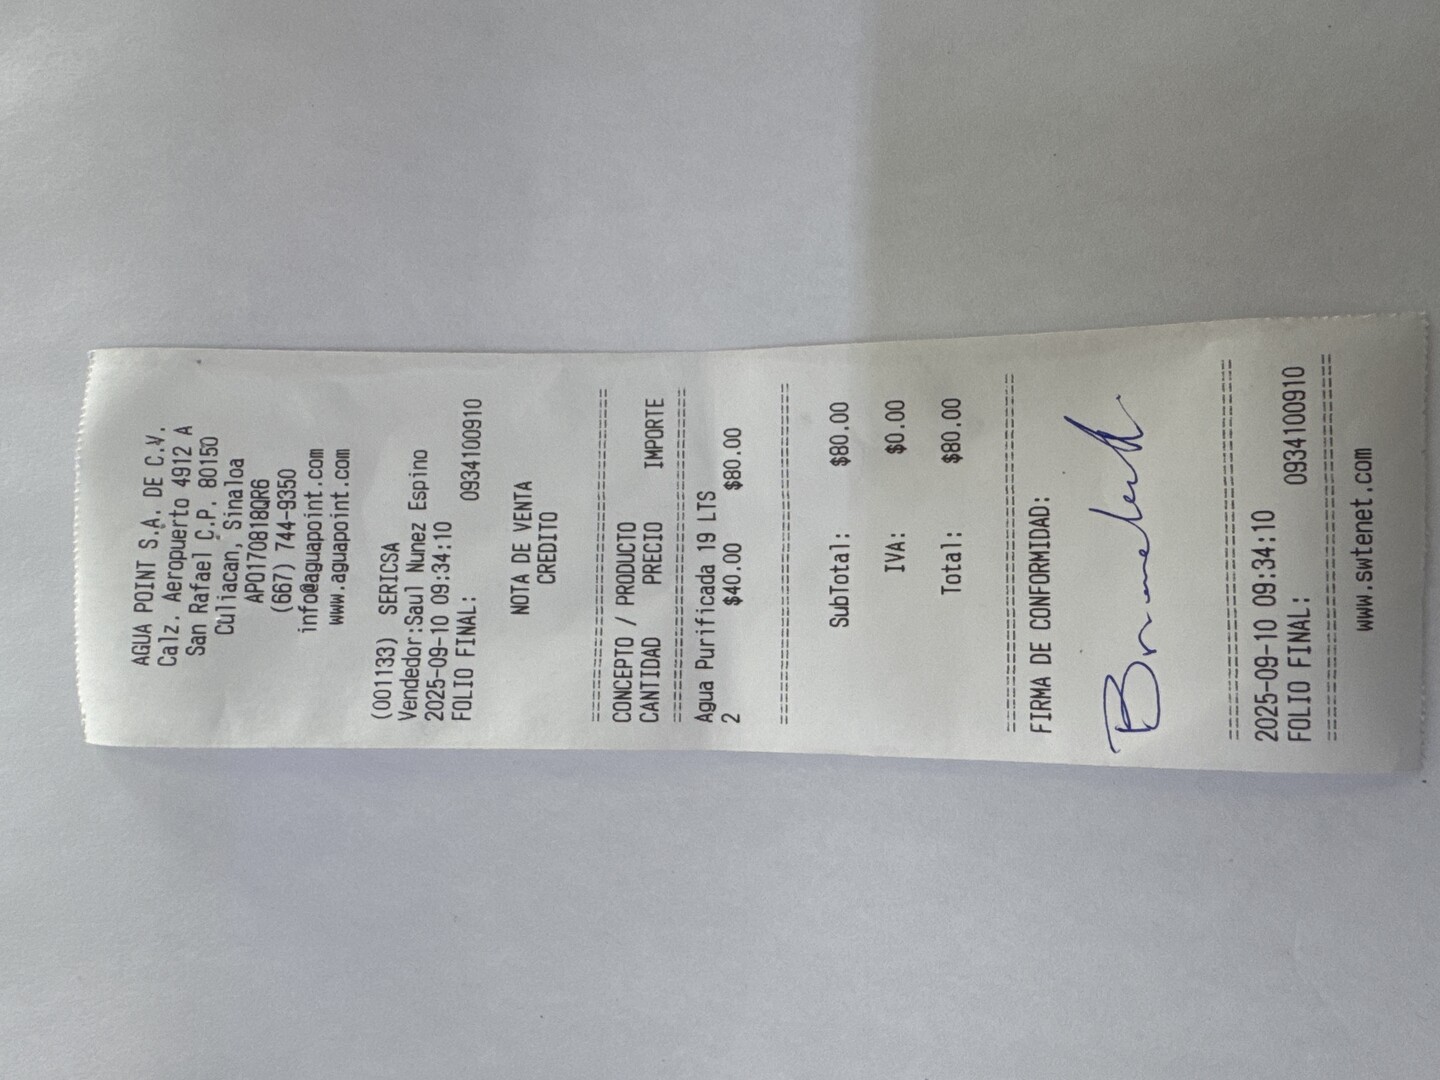 AGUA POINT S.A. DE C.V.
Calz. Aeropuerto 4912 A
San Rafael C.P. 80150
Culiacan, Sinaloa
APO170818QR6
(667) 744-9350
info@aguapoint.com
www.aguapoint.com
(001133) SERICSA
Vendedor:Saul Nunez Espino
2025-09-10 09:34:10
FOLIO FINAL: 0934100910
NOTA DE VENTA
CREDITO
CONCEPTO / PRODUCTO
CANTIDAD PRECIO IMPORTE
Agua Purificada 19 LTS
2 $40.00 $80.00
SubTotal: $80.00
IVA: $0.00
Total: $80.00
FIRMA DE CONFORMIDAD:
2025-09-10 09:34:10
FOLIO FINAL: 0934100910
www.swtenet.com